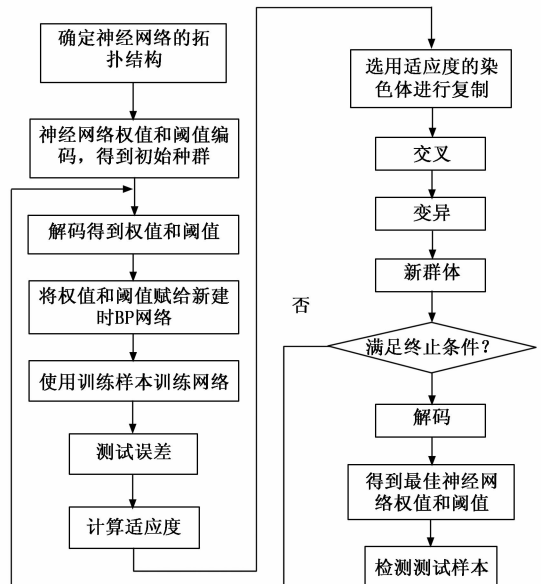 确定神经网络的拓
扑结构
神经网络权值和阈值编
码，得到初始种群
解码得到权值和阈值
将权值和阈值赋给新建
时BP网络
使用训练样本训练网络
测试误差
计算适应度
选用适应度的染
色体进行复制
交叉
变异
新群体
否
满足终止条件？
解码
得到最佳神经网
络权值和阈值
检测测试样本